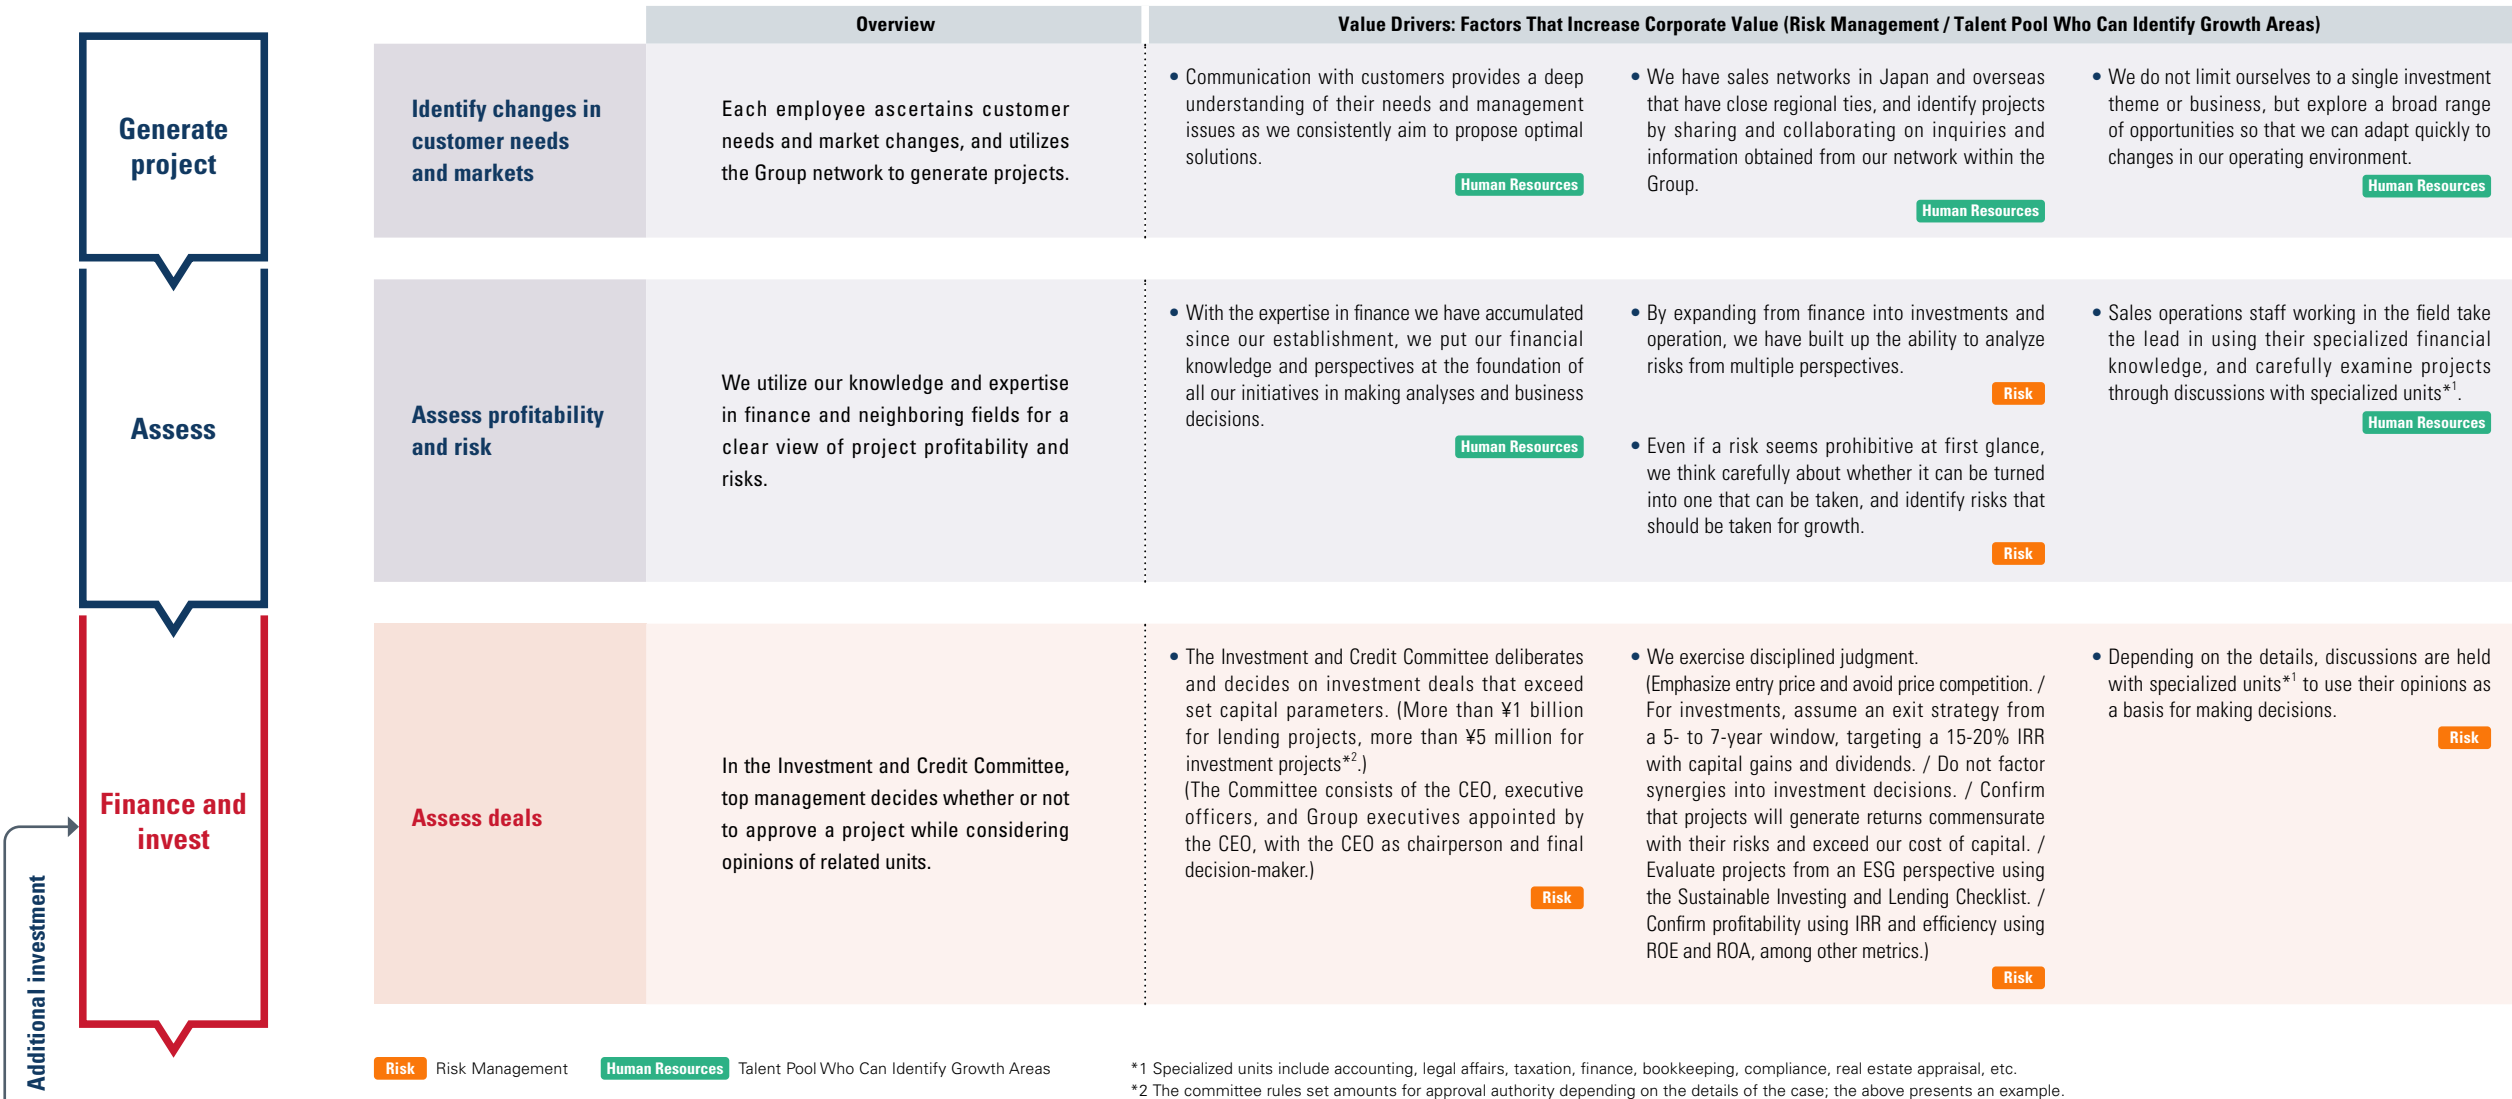 Overview
Value Drivers: Factors That Increase Corporate Value (Risk Management / Talent Pool Who Can Identify Growth Areas)
Generate
project
Identify changes in
customer needs
and markets
Each employee ascertains customer
needs and market changes, and utilizes
the Group network to generate projects.
• Communication with customers provides a deep
understanding of their needs and management
issues as we consistently aim to propose optimal
solutions.
Human Resources
• We have sales networks in Japan and overseas
that have close regional ties, and identify projects
by sharing and collaborating on inquiries and
information obtained from our network within the
Group.
Human Resources
• We do not limit ourselves to a single investment
theme or business, but explore a broad range
of opportunities so that we can adapt quickly to
changes in our operating environment.
Human Resources
Assess
Assess profitability
and risk
We utilize our knowledge and expertise
in finance and neighboring fields for a
clear view of project profitability and
risks.
• With the expertise in finance we have accumulated
since our establishment, we put our financial
knowledge and perspectives at the foundation of
all our initiatives in making analyses and business
decisions.
Human Resources
• By expanding from finance into investments and
operation, we have built up the ability to analyze
risks from multiple perspectives.
Risk
• Even if a risk seems prohibitive at first glance,
we think carefully about whether it can be turned
into one that can be taken, and identify risks that
should be taken for growth.
Risk
• Sales operations staff working in the field take
the lead in using their specialized financial
knowledge, and carefully examine projects
through discussions with specialized units*1.
Human Resources
Finance and
invest
Additional investment
Assess deals
In the Investment and Credit Committee,
top management decides whether or not
to approve a project while considering
opinions of related units.
• The Investment and Credit Committee deliberates
and decides on investment deals that exceed
set capital parameters. (More than ¥1 billion
for lending projects, more than ¥5 million for
investment projects*2.)
(The Committee consists of the CEO, executive
officers, and Group executives appointed by
the CEO, with the CEO as chairperson and final
decision-maker.)
Risk
• We exercise disciplined judgment.
(Emphasize entry price and avoid price competition. /
For investments, assume an exit strategy from
a 5- to 7-year window, targeting a 15-20% IRR
with capital gains and dividends. / Do not factor
synergies into investment decisions. / Confirm
that projects will generate returns commensurate
with their risks and exceed our cost of capital. /
Evaluate projects from an ESG perspective using
the Sustainable Investing and Lending Checklist. /
Confirm profitability using IRR and efficiency using
ROE and ROA, among other metrics.)
Risk
• Depending on the details, discussions are held
with specialized units*1 to use their opinions as
a basis for making decisions.
Risk
Risk Risk Management Human Resources Talent Pool Who Can Identify Growth Areas
*1 Specialized units include accounting, legal affairs, taxation, finance, bookkeeping, compliance, real estate appraisal, etc.
*2 The committee rules set amounts for approval authority depending on the details of the case; the above presents an example.